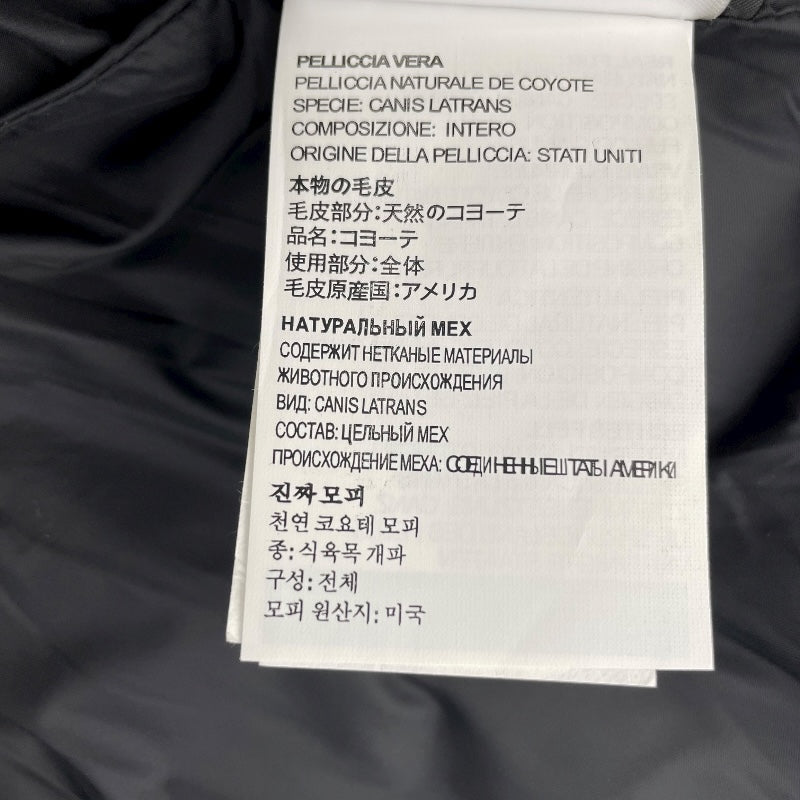 PELLICCIA VERA
PELLICCIA NATURALE DE COYOTE
SPECIE: CANIS LATRANS
COMPOSIZIONE: INTERO
ORIGINE DELLA PELLICCIA: STATI UNITI
本物の毛皮
毛皮部分:天然のコヨーテ
品名:コヨーテ
使用部分:全体
毛皮原産国:アメリカ
НАТУРАЛЬНЫЙ МЕХ
СОДЕРЖИТ НЕТКАНЫЕ МАТЕРИАЛЫ
ЖИВОТНОГО ПРОИСХОЖДЕНИЯ
ВИД: CANIS LATRANS
СОСТАВ: ЦЕЛЬНЫЙ МЕХ
ПРОИСХОЖДЕНИЕ МЕХА: СОЕДИНЕННЫЕ ШТАТЫ АМЕРИКИ
진짜 모피
천연 코요테 모피
종: 식육목 개파
구성: 전체
모피 원산지: 미국